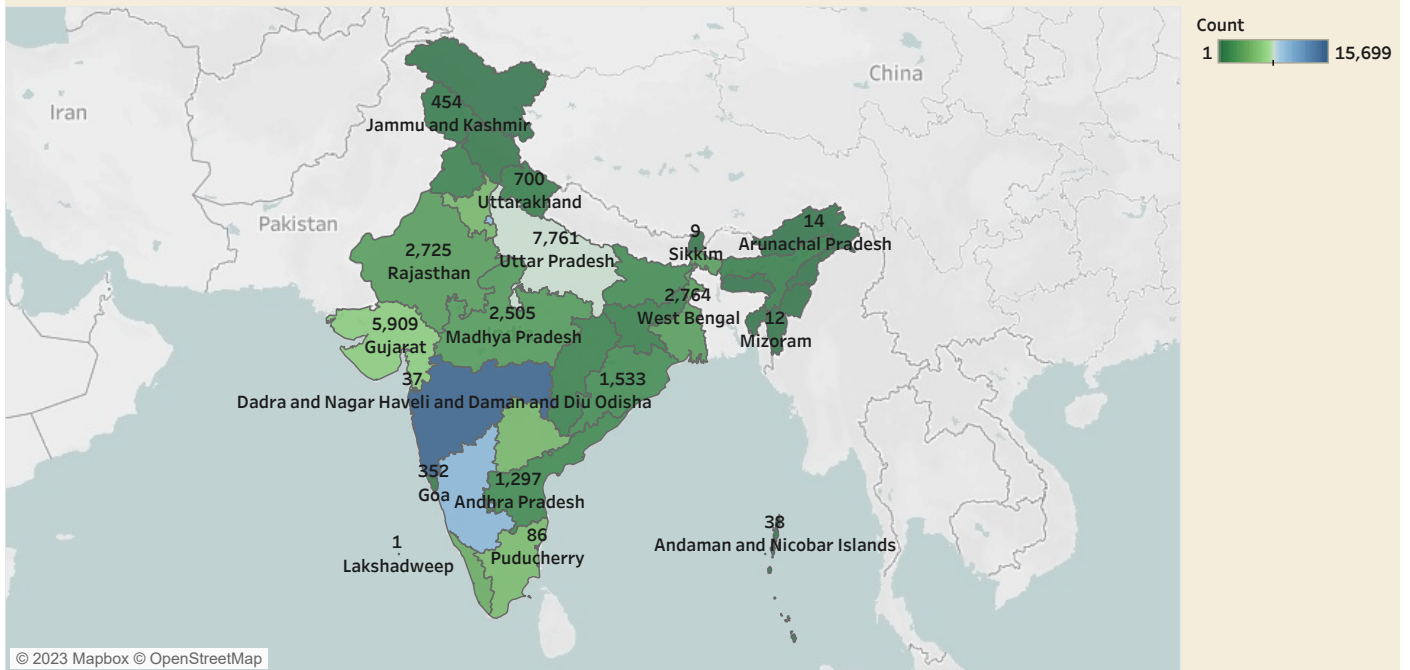 Count
1
15,699
China
Iran
454
Jammu and Kashmir
700
Uttarakhand
Pakistan
9
Sikkim
14
Arunachal Pradesh
7,761
Uttar Pradesh
2,725
Rajasthan
2,764
West Bengal
12
Mizoram
2,505
Madhya Pradesh
5,909
Gujarat
37
Dadra and Nagar Haveli and Daman and Diu
1,533
Odisha
352
Goa
1,297
Andhra Pradesh
38
Andaman and Nicobar Islands
86
Puducherry
1
Lakshadweep
© 2023 Mapbox © OpenStreetMap